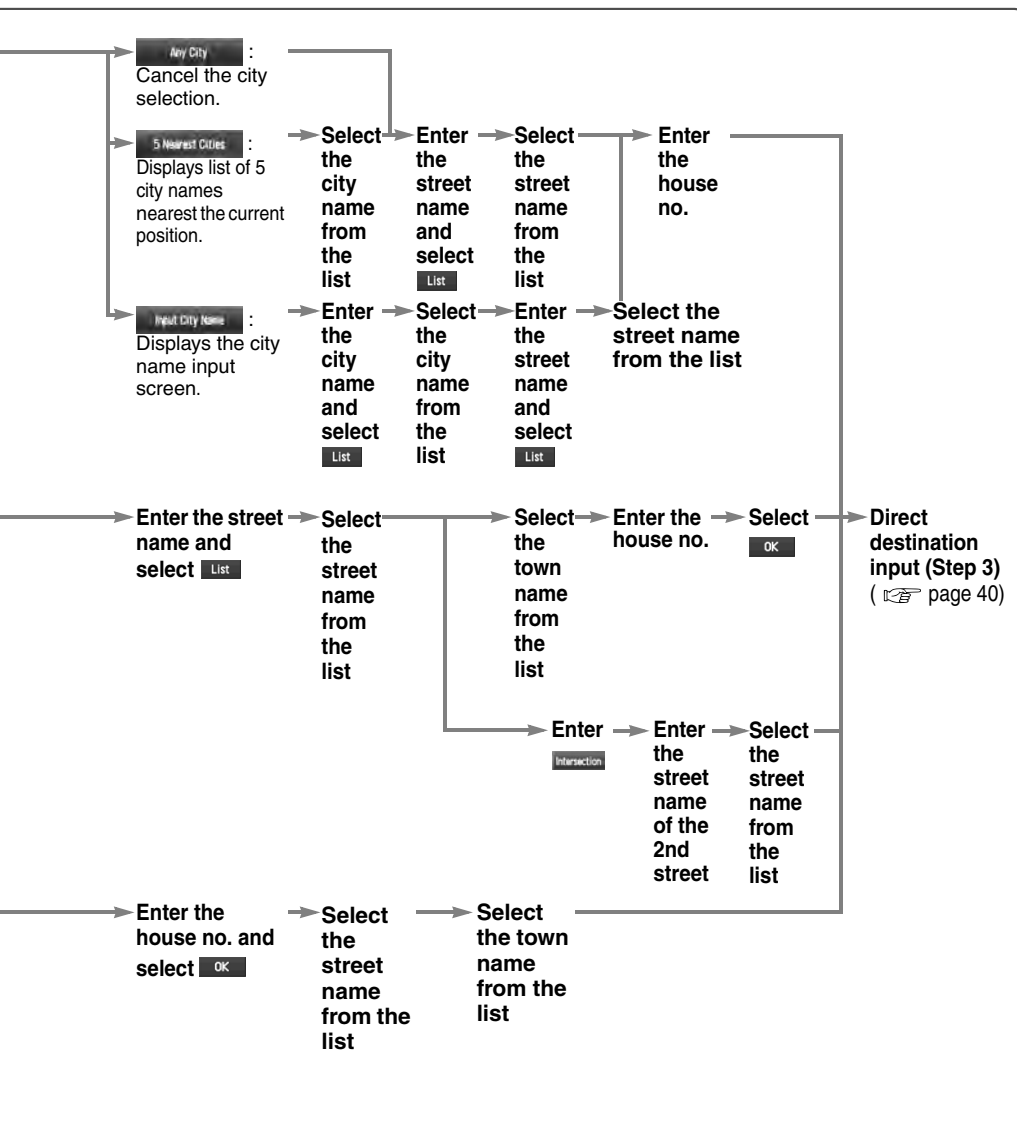 Any City :
Cancel the city
selection.
5 Nearest Cities :
Displays list of 5
city names
nearest the current
position.
Select
the
city
name
from
the
list
Enter
the
street
name
and
select
List
Select
the
street
name
from
the
list
Enter
the
house
no.
Input City Name :
Displays the city
name input
screen.
Enter
the
city
name
and
select
List
Select
the
city
name
from
the
list
Enter
the
street
name
and
select
List
Select the
street name
from the list
Enter the street
name and
select List
Select
the
street
name
from
the
list
Select
the
town
name
from
the
list
Enter the
house no.
Select
OK
Direct
destination
input (Step 3)
( page 40)
Enter
Intersection
Enter
the
street
name
of the
2nd
street
Select
the
street
name
from
the
list
Enter the
house no. and
select OK
Select
the
street
name
from the
list
Select
the town
name
from the
list